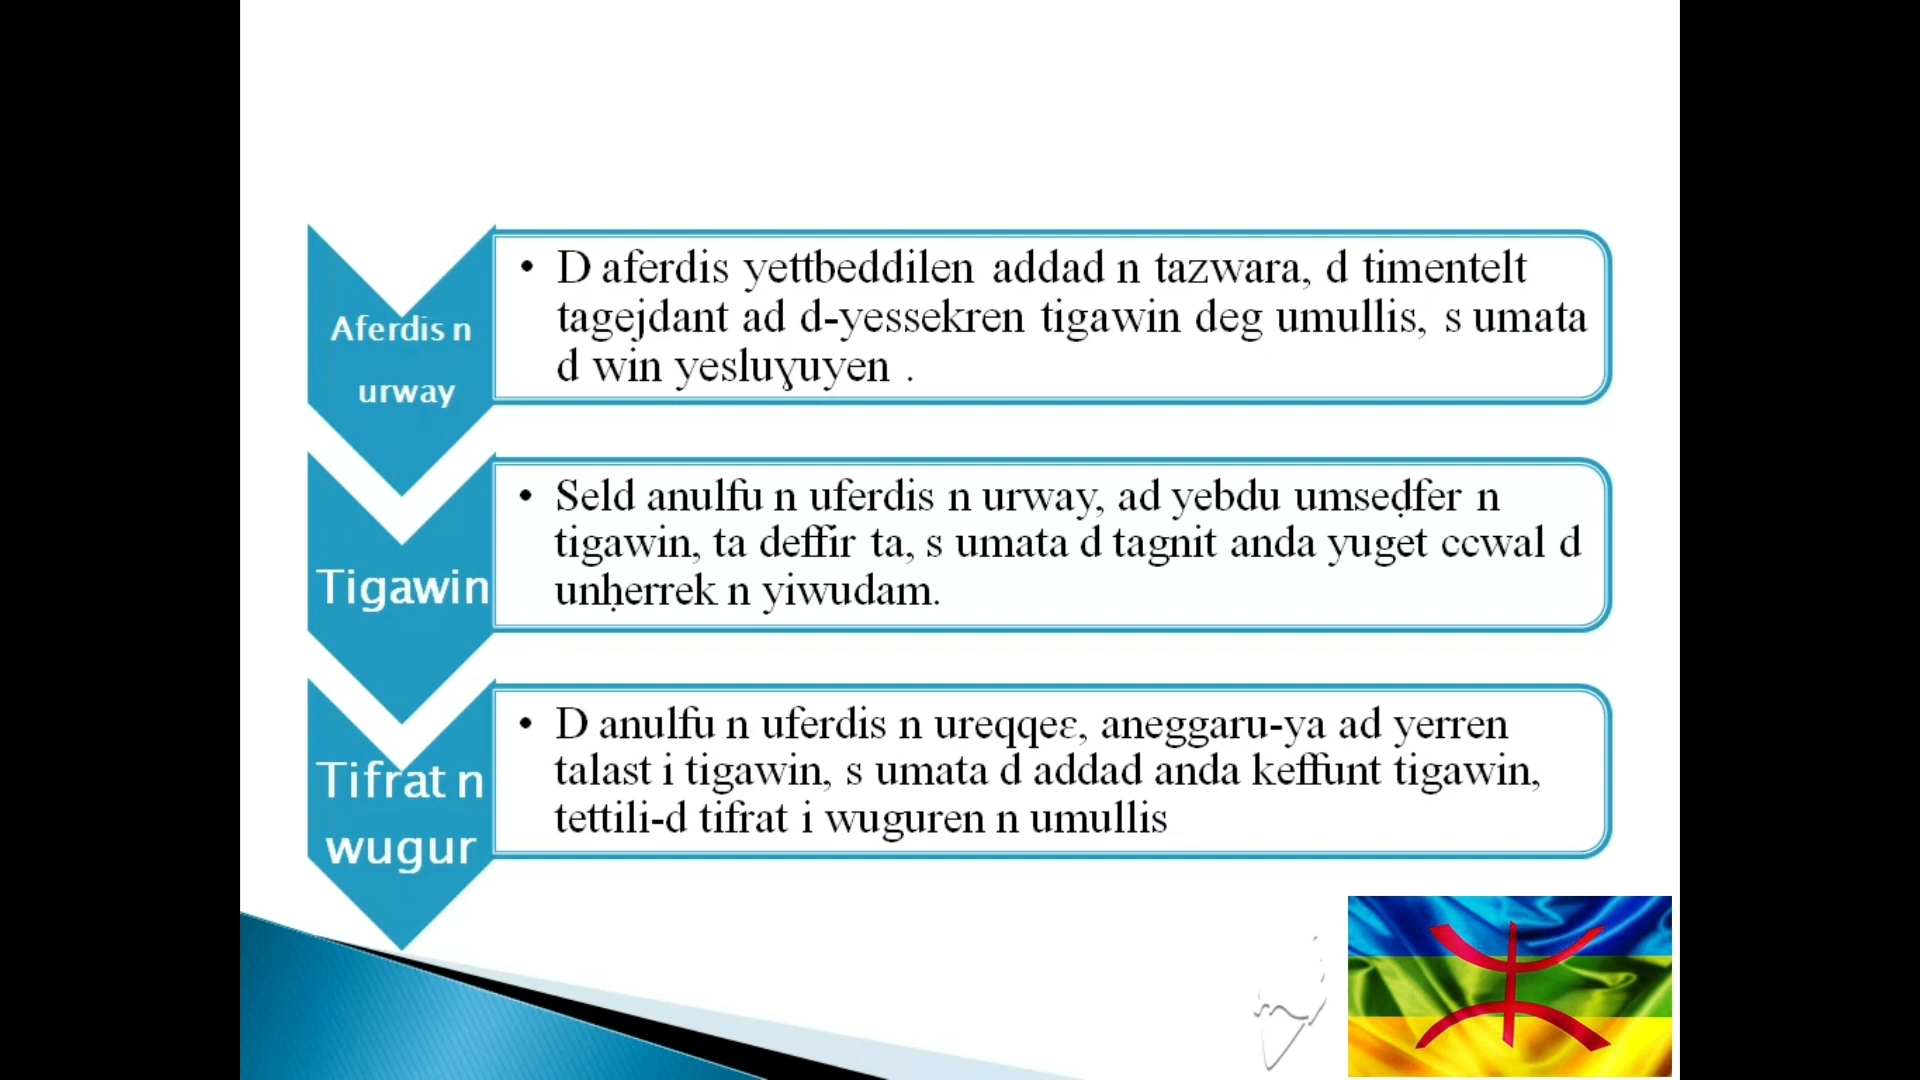 Aferdis n
urway
• D aferdis yettbeddilen addad n tazwara, d timentelt
tagejdant ad d-yessekren tigawin deg umullis, s umata
d win yesluɣuyen .
Tigawin
• Seld anulfu n uferdis n urway, ad yebdu umseḍfer n
tigawin, ta deffir ta, s umata d tagnit anda yuget ccwal d
unḥerrek n yiwudam.
Tifrat n
wugur
• D anulfu n uferdis n ureqqeɛ, aneggaru-ya ad yerren
talast i tigawin, s umata d addad anda keffunt tigawin,
tettili-d tifrat i wuguren n umullis